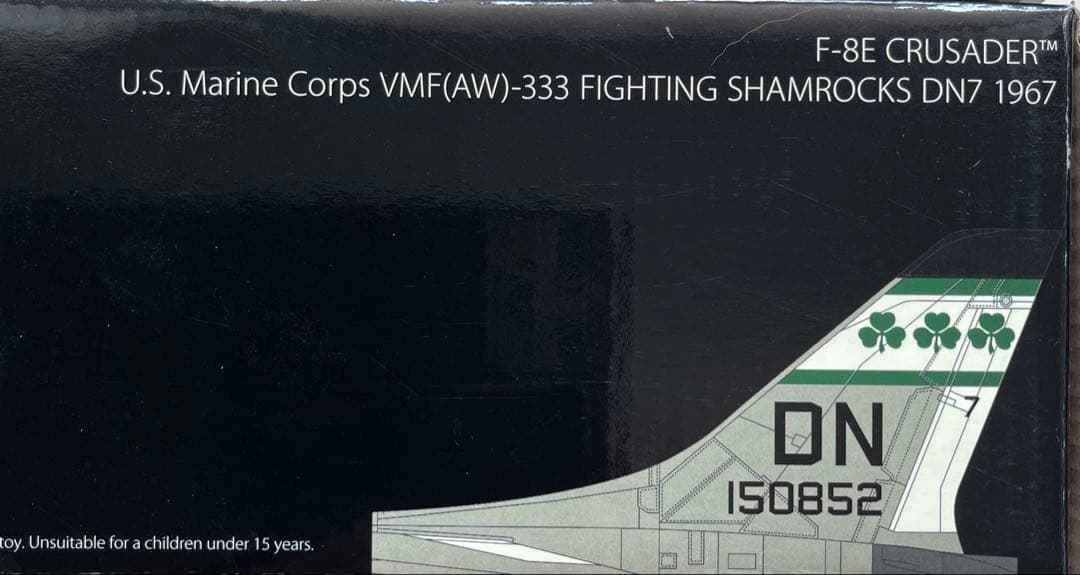 F-8E CRUSADER™
U.S. Marine Corps VMF(AW)-333 FIGHTING SHAMROCKS DN7 1967
7
DN
150852
toy. Unsuitable for a children under 15 years.